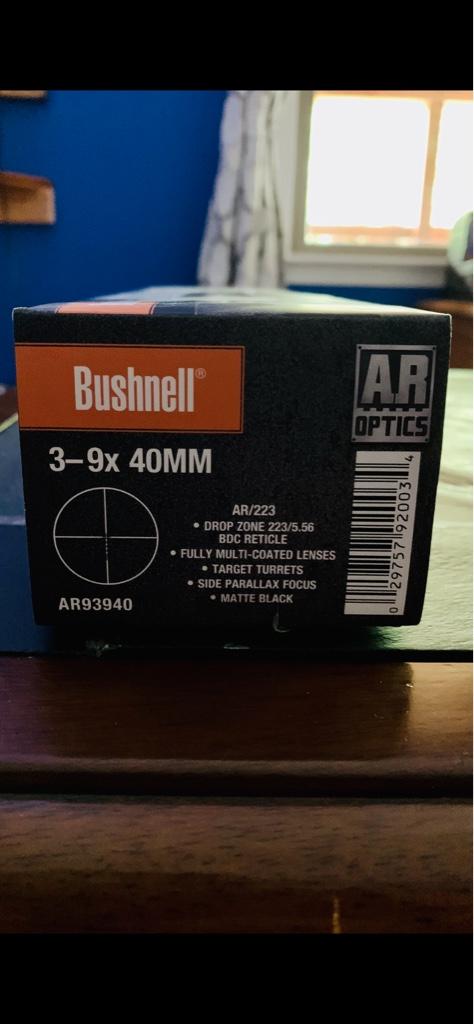 Bushnell®
AR
OPTICS
3-9x 40MM
AR/223
• DROP ZONE 223/5.56
BDC RETICLE
• FULLY MULTI-COATED LENSES
• TARGET TURRETS
• SIDE PARALLAX FOCUS
• MATTE BLACK
AR93940
0 29757 92003 4